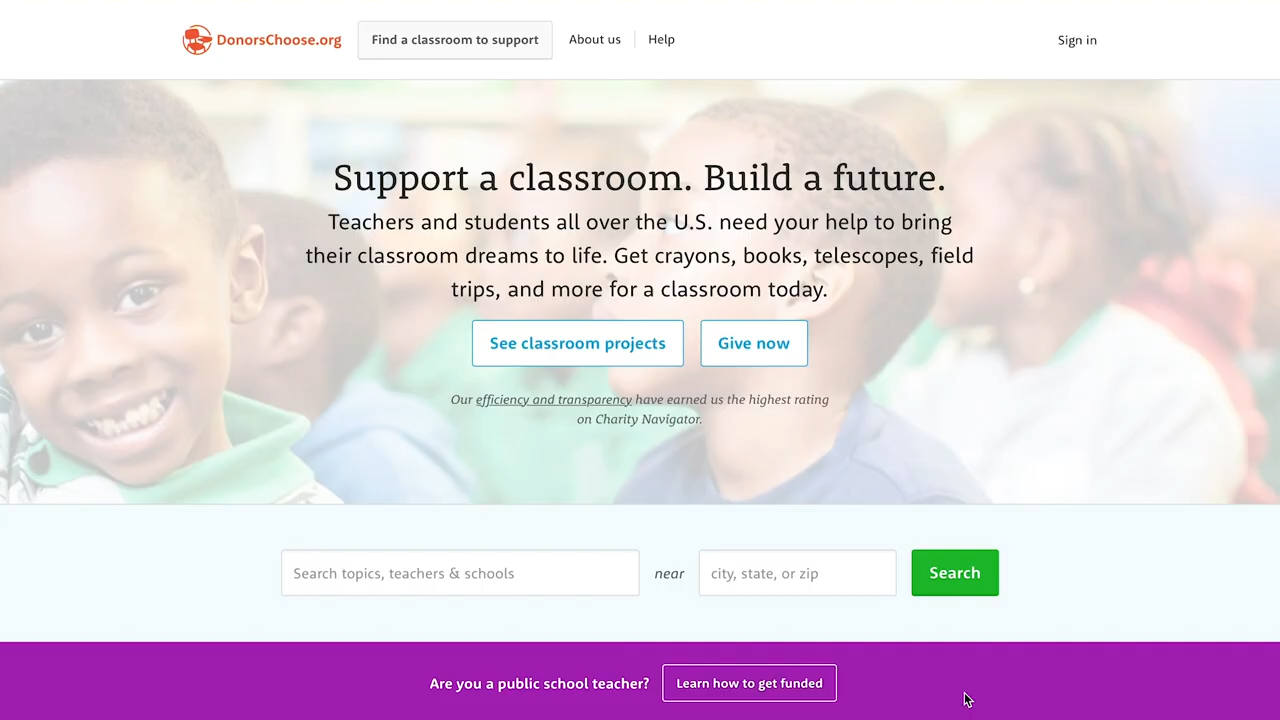 DonorsChoose.org
Find a classroom to support
About us
Help
Sign in
Support a classroom. Build a future.
Teachers and students all over the U.S. need your help to bring
their classroom dreams to life. Get crayons, books, telescopes, field
trips, and more for a classroom today.
See classroom projects
Give now
Our efficiency and transparency have earned us the highest rating
on Charity Navigator.
Search topics, teachers & schools
near
city, state, or zip
Search
Are you a public school teacher?
Learn how to get funded